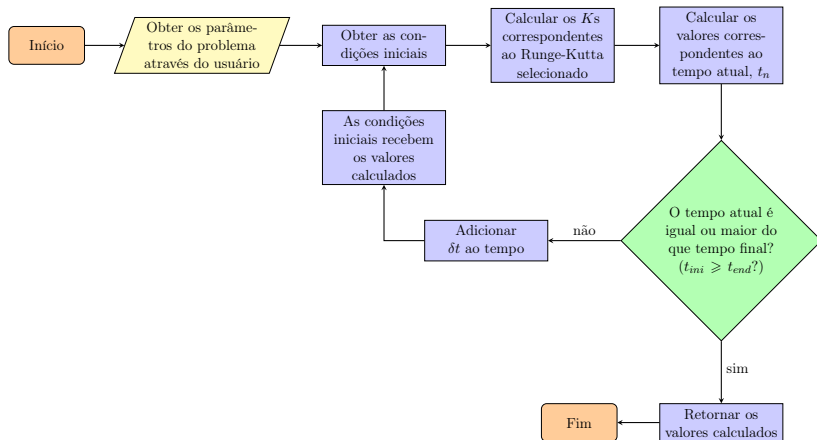 Início
Obter os parâme-
tros do problema
através do usuário
Obter as con-
dições iniciais
Calcular os Ks
correspondentes
ao Runge-Kutta
selecionado
Calcular os
valores corres-
pondentes ao
tempo atual, t_n
As condições
iniciais recebem
os valores
calculados
Adicionar
δt ao tempo
não
O tempo atual é
igual ou maior do
que tempo final?
(t_ini ⩾ t_end?)
sim
Retornar os
valores calculados
Fim